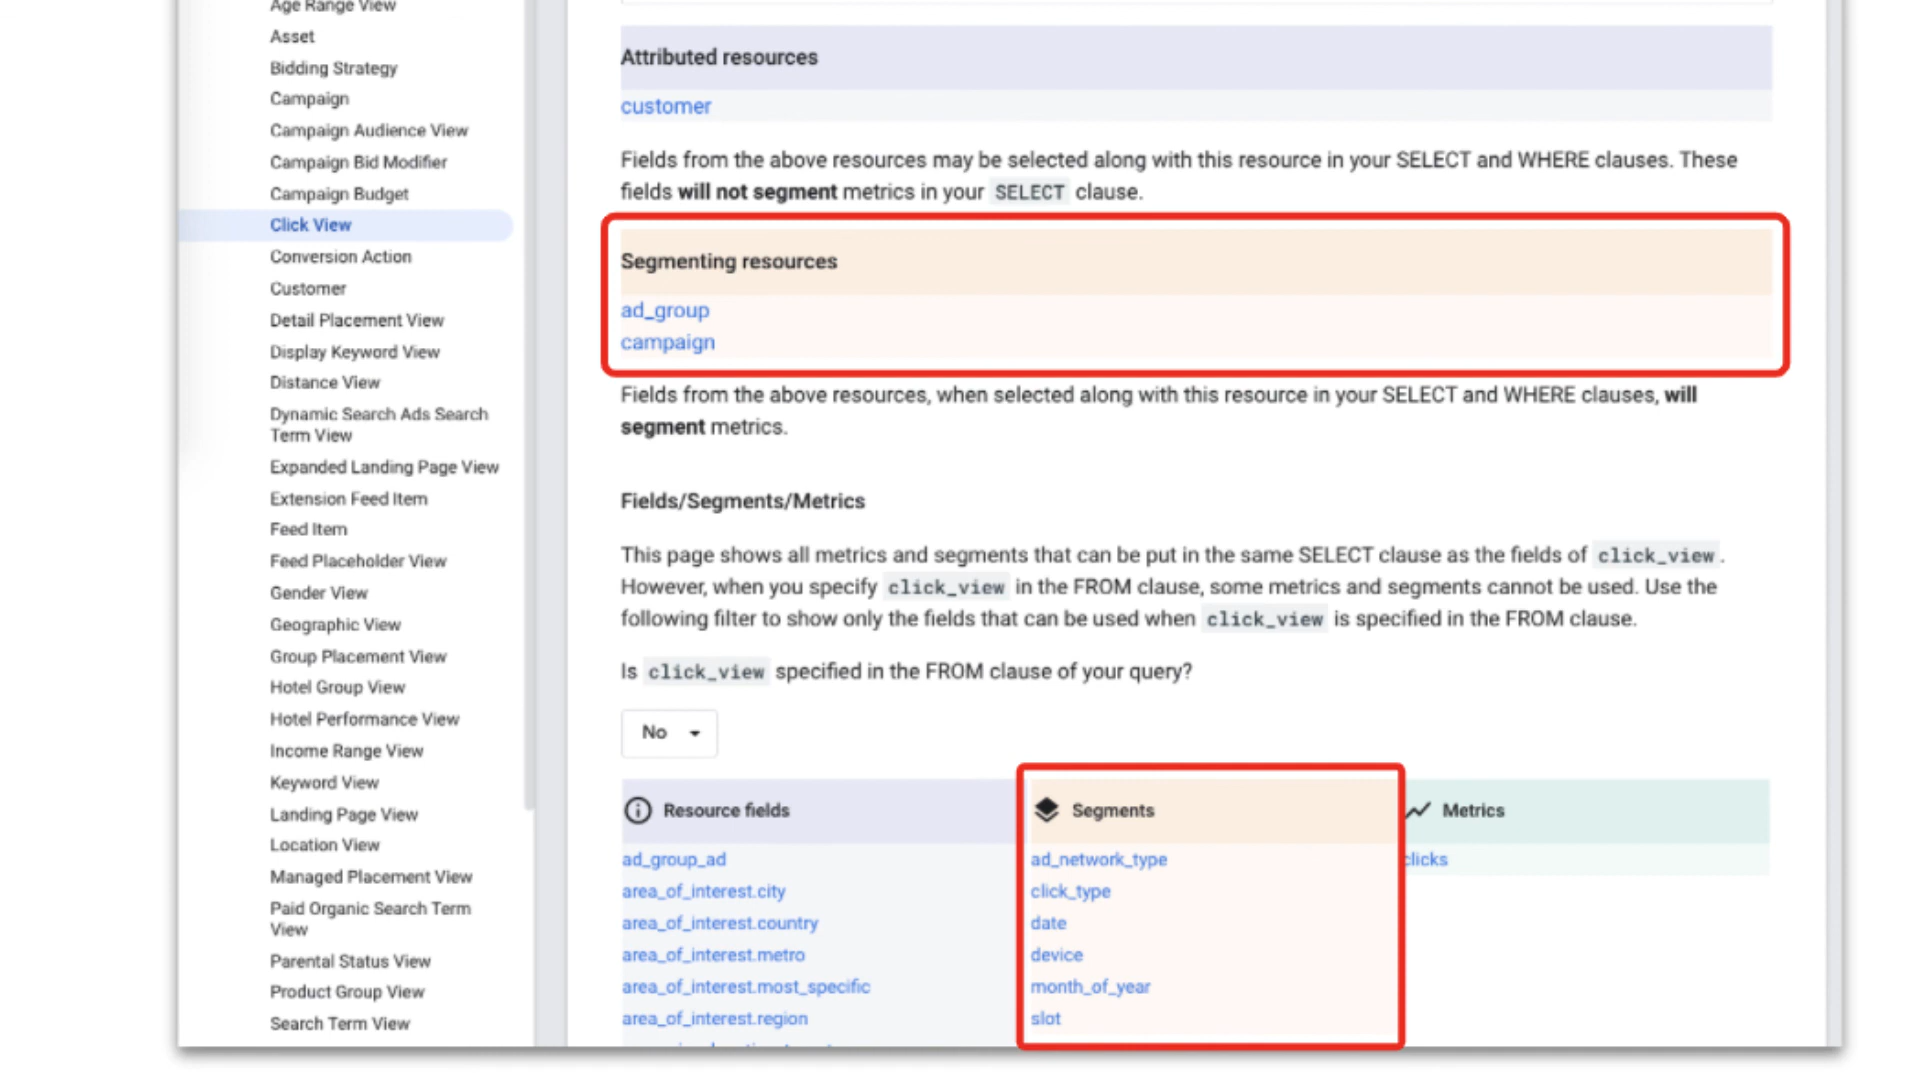 Age Range View
Asset
Bidding Strategy
Campaign
Campaign Audience View
Campaign Bid Modifier
Campaign Budget
Click View
Conversion Action
Customer
Detail Placement View
Display Keyword View
Distance View
Dynamic Search Ads Search
Term View
Expanded Landing Page View
Extension Feed Item
Feed Item
Feed Placeholder View
Gender View
Geographic View
Group Placement View
Hotel Group View
Hotel Performance View
Income Range View
Keyword View
Landing Page View
Location View
Managed Placement View
Paid Organic Search Term
View
Parental Status View
Product Group View
Search Term View
Attributed resources
customer
Fields from the above resources may be selected along with this resource in your SELECT and WHERE clauses. These
fields will not segment metrics in your SELECT clause.
Segmenting resources
ad_group
campaign
Fields from the above resources, when selected along with this resource in your SELECT and WHERE clauses, will
segment metrics.
Fields/Segments/Metrics
This page shows all metrics and segments that can be put in the same SELECT clause as the fields of click_view.
However, when you specify click_view in the FROM clause, some metrics and segments cannot be used. Use the
following filter to show only the fields that can be used when click_view is specified in the FROM clause.
Is click_view specified in the FROM clause of your query?
No
Resource fields
ad_group_ad
area_of_interest.city
area_of_interest.country
area_of_interest.metro
area_of_interest.most_specific
area_of_interest.region
Segments
ad_network_type
click_type
date
device
month_of_year
slot
Metrics
clicks